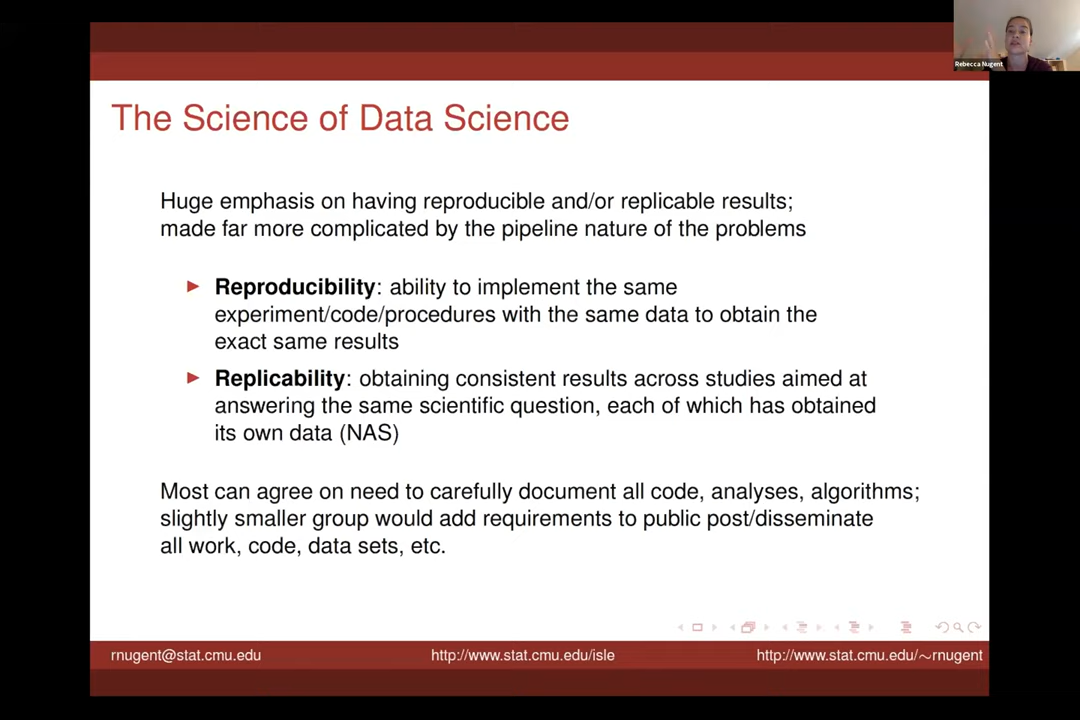 Rebecca Nugent
The Science of Data Science
Huge emphasis on having reproducible and/or replicable results;
made far more complicated by the pipeline nature of the problems
Reproducibility: ability to implement the same
experiment/code/procedures with the same data to obtain the
exact same results
Replicability: obtaining consistent results across studies aimed at
answering the same scientific question, each of which has obtained
its own data (NAS)
Most can agree on need to carefully document all code, analyses, algorithms;
slightly smaller group would add requirements to public post/disseminate
all work, code, data sets, etc.
rnugent@stat.cmu.edu http://www.stat.cmu.edu/isle http://www.stat.cmu.edu/~rnugent